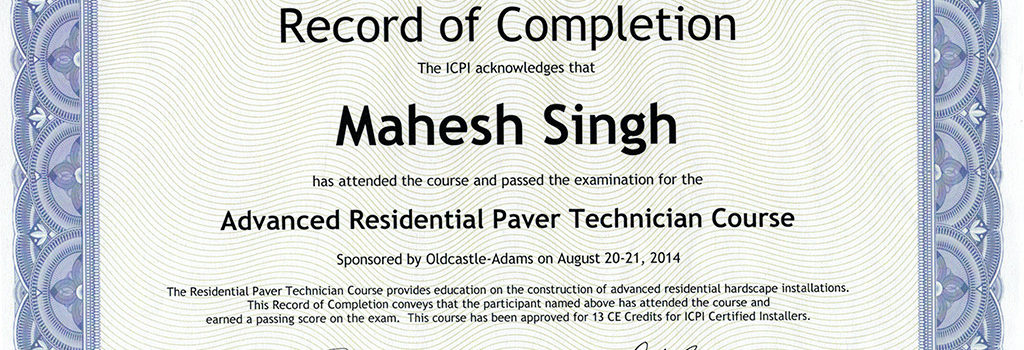 Record of Completion
The ICPI acknowledges that
Mahesh Singh
has attended the course and passed the examination for the
Advanced Residential Paver Technician Course
Sponsored by Oldcastle-Adams on August 20-21, 2014
The Residential Paver Technician Course provides education on the construction of advanced residential hardscape installations.
This Record of Completion conveys that the participant named above has attended the course and
earned a passing score on the exam. This course has been approved for 13 CE Credits for ICPI Certified Installers.